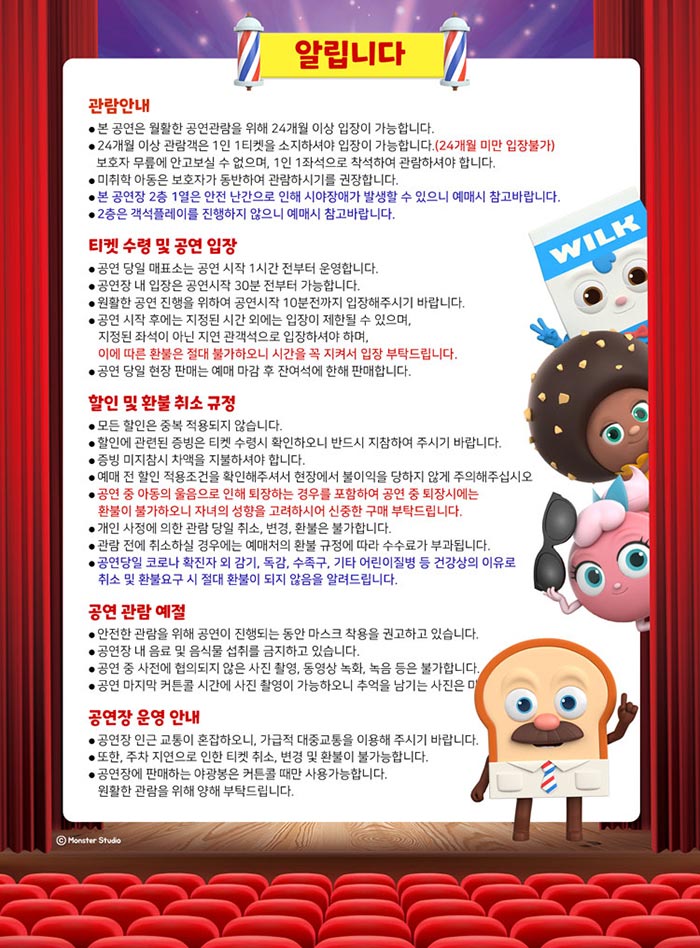 알립니다
관람안내
● 본 공연은 원활한 공연관람을 위해 24개월 이상 입장이 가능합니다.
● 24개월 이상 관람객은 1인 1티켓을 소지하셔야 입장이 가능합니다.(24개월 미만 입장불가)
보호자 무릎에 안고보실 수 없으며, 1인 1좌석으로 착석하여 관람하셔야 합니다.
● 미취학 아동은 보호자가 동반하여 관람하시기를 권장합니다.
● 본 공연장 2층 1열은 안전 난간으로 인해 시야장애가 발생할 수 있으니 예매시 참고바랍니다.
● 2층은 객석플레이를 진행하지 않으니 예매시 참고바랍니다.
티켓 수령 및 공연 입장
● 공연 당일 매표소는 공연 시작 1시간 전부터 운영합니다.
● 공연장 내 입장은 공연시작 30분 전부터 가능합니다.
● 원활한 공연 진행을 위하여 공연시작 10분전까지 입장해주시기 바랍니다.
● 공연 시작 후에는 지정된 시간 외에는 입장이 제한될 수 있으며,
지정된 좌석이 아닌 지연 관객석으로 입장하셔야 하며,
이에 따른 환불은 절대 불가하오니 시간을 꼭 지켜서 입장 부탁드립니다.
● 공연 당일 현장 판매는 예매 마감 후 잔여석에 한해 판매합니다.
할인 및 환불 취소 규정
● 모든 할인은 중복 적용되지 않습니다.
● 할인에 관련된 증빙은 티켓 수령시 확인하오니 반드시 지참하여 주시기 바랍니다.
● 증빙 미지참시 차액을 지불하셔야 합니다.
● 예매 전 할인 적용조건을 확인해주셔서 현장에서 불이익을 당하지 않게 주의해주십시오
● 공연 중 아동의 울음으로 인해 퇴장하는 경우를 포함하여 공연 중 퇴장시에는
환불이 불가하오니 자녀의 성향을 고려하시어 신중한 구매 부탁드립니다.
● 개인 사정에 의한 관람 당일 취소, 변경, 환불은 불가합니다.
● 관람 전에 취소하실 경우에는 예매처의 환불 규정에 따라 수수료가 부과됩니다.
● 공연당일 코로나 확진자 외 감기, 독감, 수족구, 기타 어린이질병 등 건강상의 이유로
취소 및 환불요구 시 절대 환불이 되지 않음을 알려드립니다.
공연 관람 예절
● 안전한 관람을 위해 공연이 진행되는 동안 마스크 착용을 권고하고 있습니다.
● 공연장 내 음료 및 음식물 섭취를 금지하고 있습니다.
● 공연 중 사전에 협의되지 않은 사진 촬영, 동영상 녹화, 녹음 등은 불가합니다.
● 공연 마지막 커튼콜 시간에 사진 촬영이 가능하오니 추억을 남기는 사진은
공연장 운영 안내
● 공연장 인근 교통이 혼잡하오니, 가급적 대중교통을 이용해 주시기 바랍니다.
● 또한, 주차 지연으로 인한 티켓 취소, 변경 및 환불이 불가능합니다.
● 공연장에 판매하는 야광봉은 커튼콜 때만 사용가능합니다.
원활한 관람을 위해 양해 부탁드립니다.
WILK
© Monster Studio